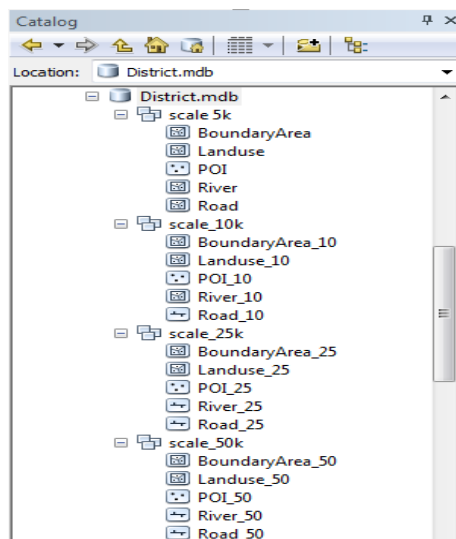 Catalog
Location: District.mdb
District.mdb
scale 5k
BoundaryArea
Landuse
POI
River
Road
scale_10k
BoundaryArea_10
Landuse_10
POI_10
River_10
Road_10
scale_25k
BoundaryArea_25
Landuse_25
POI_25
River_25
Road_25
scale_50k
BoundaryArea_50
Landuse_50
POI_50
River_50
Road_50